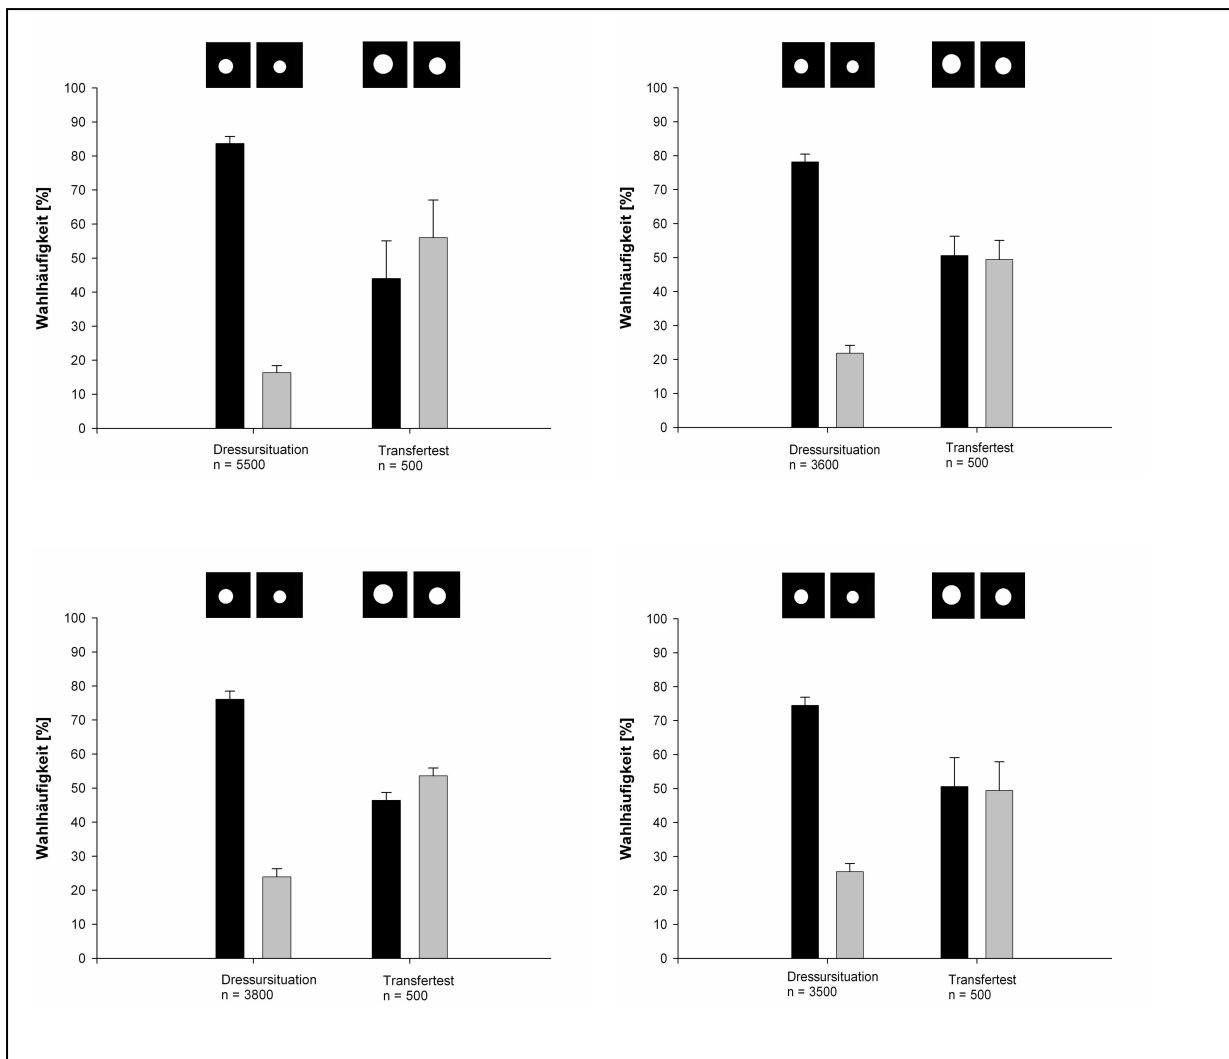 100
90
80
70
60
50
40
30
20
10
0
Wahlhäufigkeit [%]
Dressursituation
n = 5500
Transfertest
n = 500
100
90
80
70
60
50
40
30
20
10
0
Wahlhäufigkeit [%]
Dressursituation
n = 3600
Transfertest
n = 500
100
90
80
70
60
50
40
30
20
10
0
Wahlhäufigkeit [%]
Dressursituation
n = 3800
Transfertest
n = 500
100
90
80
70
60
50
40
30
20
10
0
Wahlhäufigkeit [%]
Dressursituation
n = 3500
Transfertest
n = 500